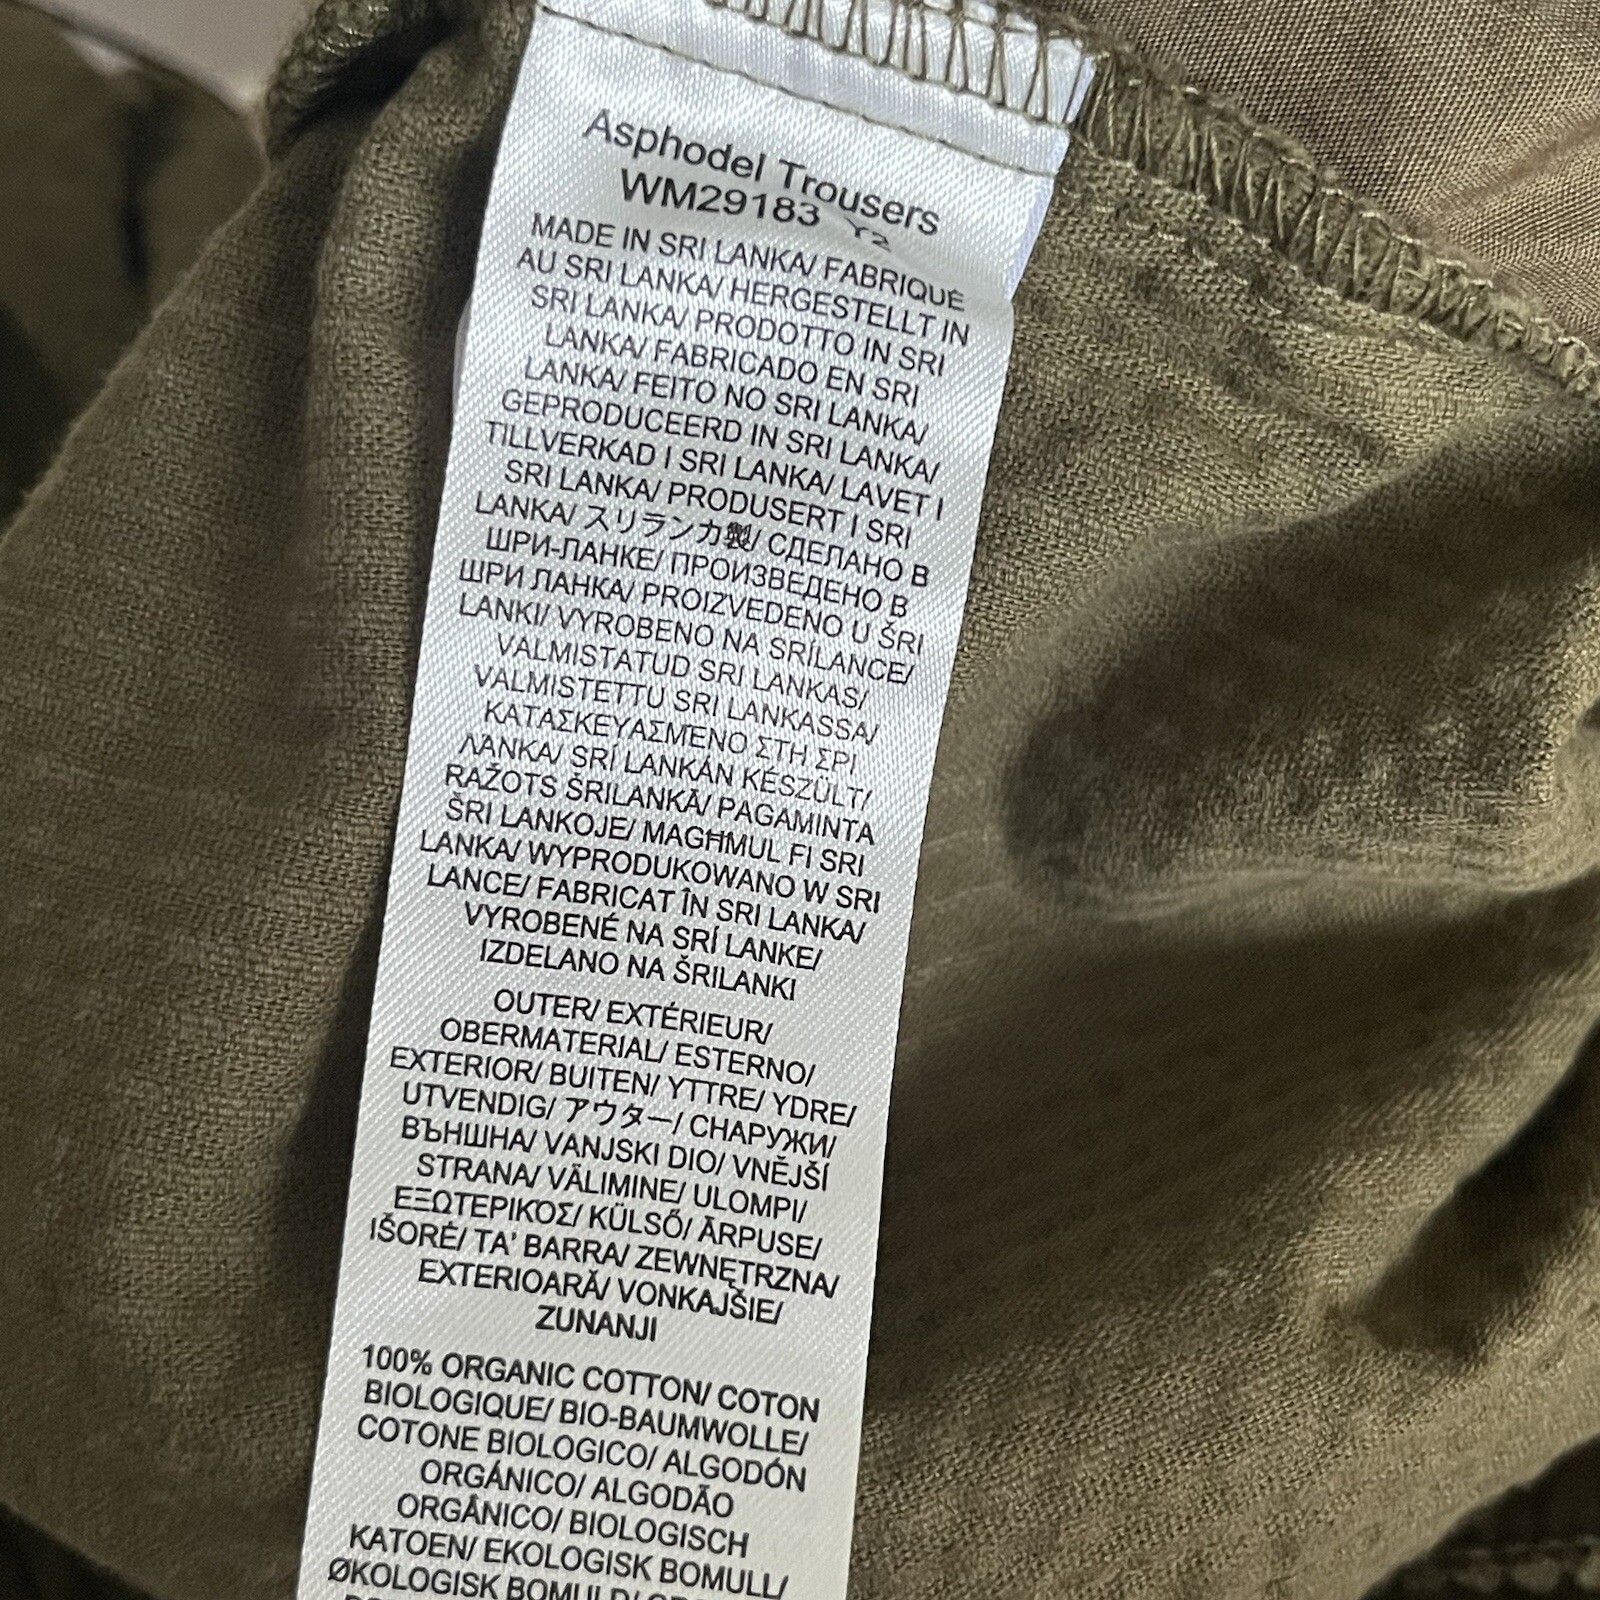 Asphodel Trousers
WM29183 Y2
MADE IN SRI LANKA/ FABRIQUÉ
AU SRI LANKA/ HERGESTELLT IN
SRI LANKA/ PRODOTTO IN SRI
LANKA/ FABRICADO EN SRI
LANKA/ FEITO NO SRI LANKA/
GEPRODUCEERD IN SRI LANKA/
TILLVERKAD I SRI LANKA/ LAVET I
SRI LANKA/ PRODUSERT I SRI
LANKA/ スリランカ製/ СДЕЛАНО В
ШРИ-ЛАНКЕ/ ПРОИЗВЕДЕНО В
ШРИ ЛАНКА/ PROIZVEDENO U ŠRI
LANKI/ VYROBENO NA SRÍLANCE/
VALMISTATUD SRI LANKAS/
VALMISTETTU SRI LANKASSA/
ΚΑΤΑΣΚΕΥΑΣΜΕΝΟ ΣΤΗ ΣΡΙ
ΛΑΝΚΑ/ SRÍ LANKÁN KÉSZÜLT/
RAŽOTS ŠRILANKĀ/ PAGAMINTA
ŠRI LANKOJE/ MAGĦMUL FI SRI
LANKA/ WYPRODUKOWANO W SRI
LANCE/ FABRICAT ÎN SRI LANKA/
VYROBENÉ NA SRÍ LANKE/
IZDELANO NA ŠRILANKI
OUTER/ EXTÉRIEUR/
OBERMATERIAL/ ESTERNO/
EXTERIOR/ BUITEN/ YTTRE/ YDRE/
UTVENDIG/ アウター/ СНАРУЖИ/
ВЪНШНА/ VANJSKI DIO/ VNĚJŠÍ
STRANA/ VÄLIMINE/ ULOMPI/
ΕΞΩΤΕΡΙΚΟΣ/ KÜLSŐ/ ĀRPUSE/
IŠORĖ/ TA' BARRA/ ZEWNĘTRZNA/
EXTERIOARĂ/ VONKAJŠIE/
ZUNANJI
100% ORGANIC COTTON/ COTON
BIOLOGIQUE/ BIO-BAUMWOLLE/
COTONE BIOLOGICO/ ALGODÓN
ORGÁNICO/ ALGODÃO
ORGÂNICO/ BIOLOGISCH
KATOEN/ EKOLOGISK BOMULL/
ØKOLOGISK BOMULD/